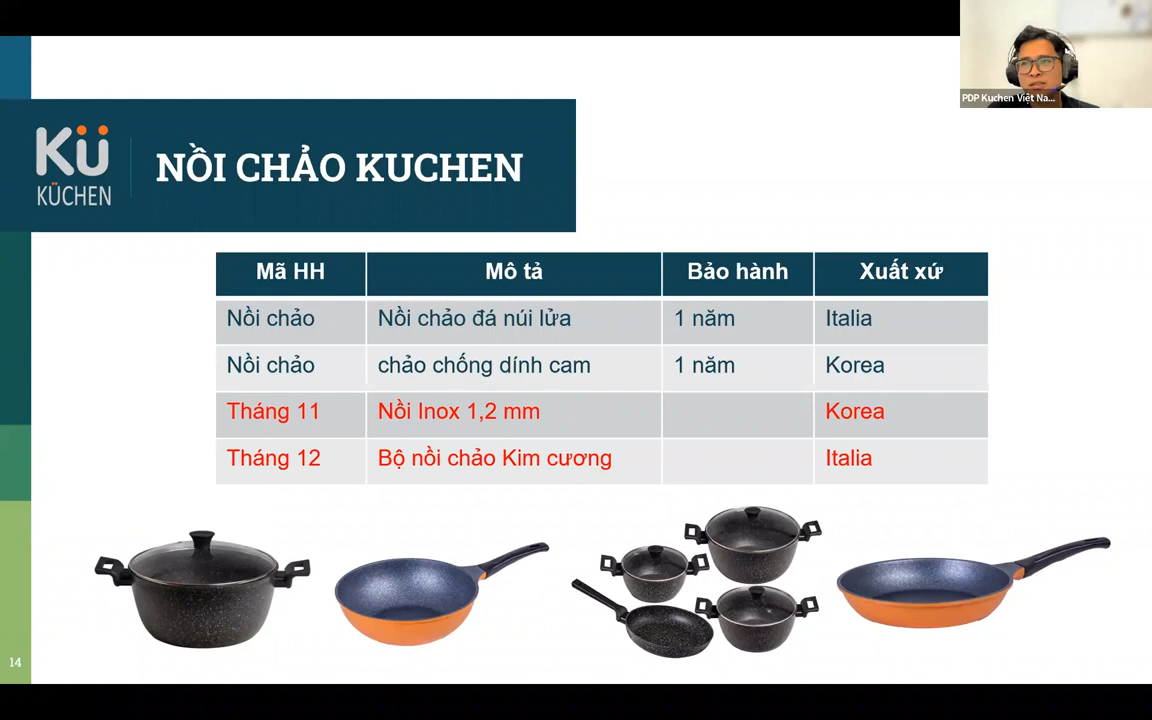 PDP Kuchen Việt Na...
Kü
KÜCHEN
NỒI CHẢO KUCHEN
Mã HH Mô tả Bảo hành Xuất xứ
Nồi chảo Nồi chảo đá núi lửa 1 năm Italia
Nồi chảo chảo chống dính cam 1 năm Korea
Tháng 11 Nồi Inox 1,2 mm Korea
Tháng 12 Bộ nồi chảo Kim cương Italia
14